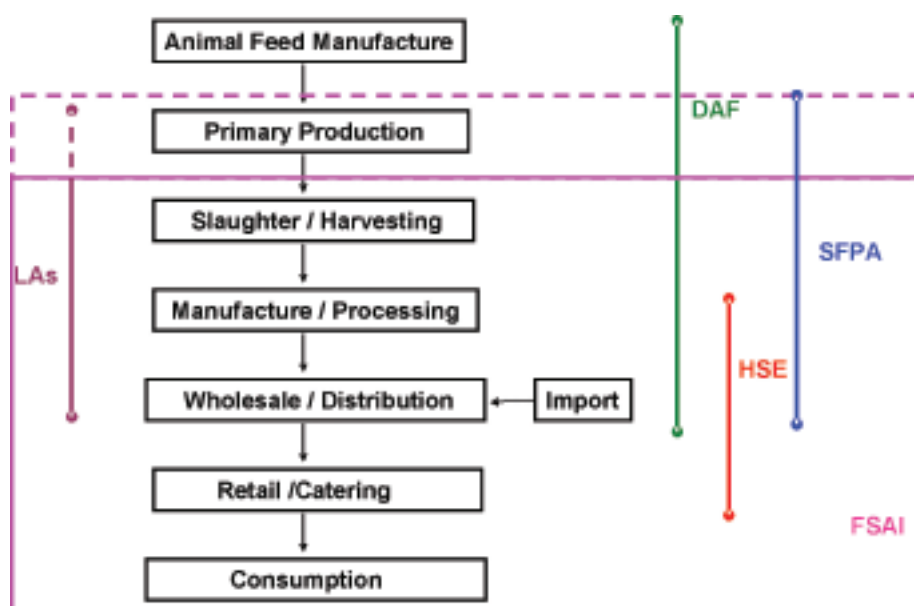 Animal Feed Manufacture
DAF
Primary Production
Slaughter / Harvesting
SFPA
LAs
Manufacture / Processing
HSE
Wholesale / Distribution
Import
Retail /Catering
FSAI
Consumption